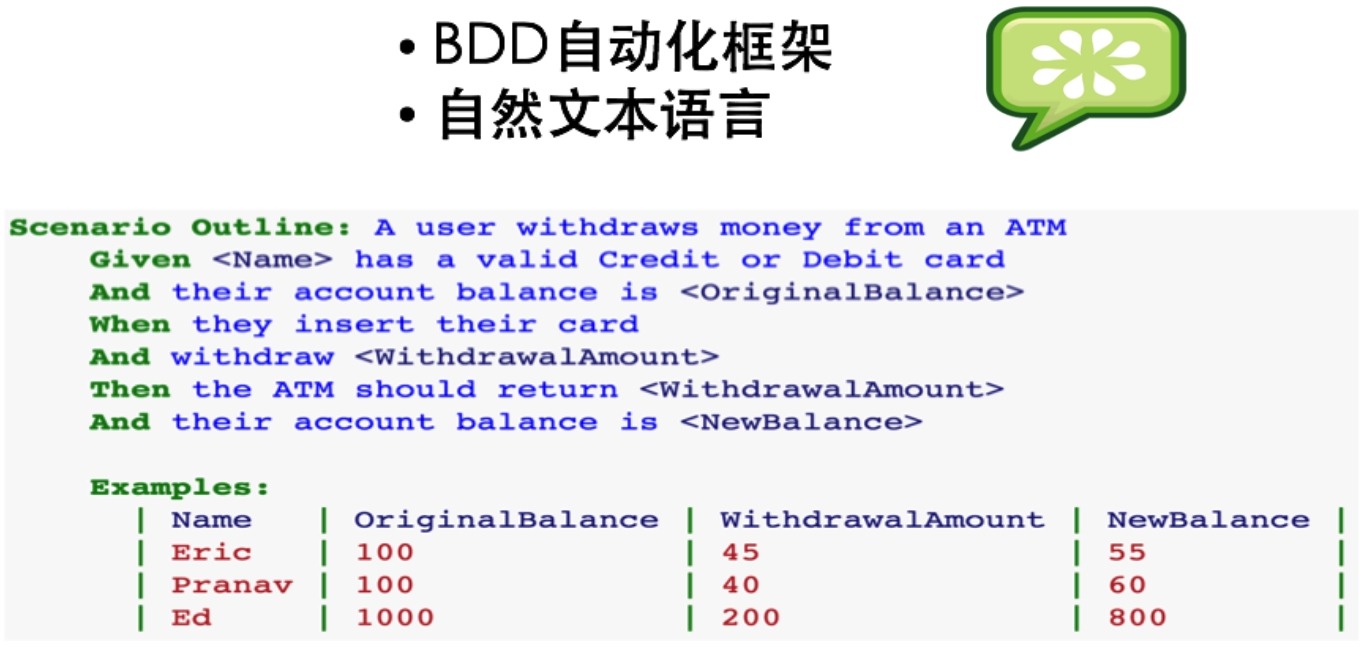 • BDD自动化框架
• 自然文本语言
Scenario Outline: A user withdraws money from an ATM
Given <Name> has a valid Credit or Debit card
And their account balance is <OriginalBalance>
When they insert their card
And withdraw <WithdrawalAmount>
Then the ATM should return <WithdrawalAmount>
And their account balance is <NewBalance>
Examples:
| Name | OriginalBalance | WithdrawalAmount | NewBalance |
| Eric | 100 | 45 | 55 |
| Pranav | 100 | 40 | 60 |
| Ed | 1000 | 200 | 800 |